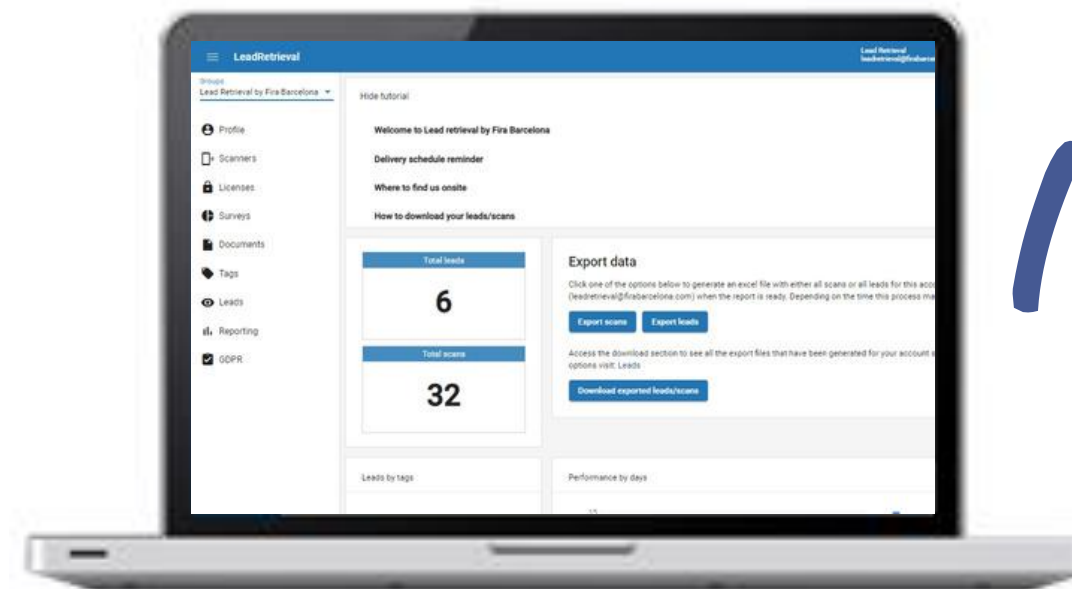 LeadRetrieval
Lead Retrieval
Groups
Lead Retrieval by Fira Barcelona
Profile
Scanners
Licenses
Surveys
Documents
Tags
Leads
Reporting
GDPR
Hide tutorial
Welcome to Lead retrieval by Fira Barcelona
Delivery schedule reminder
Where to find us onsite
How to download your leads/scans
Total leads
6
Total scans
32
Export data
Click one of the options below to generate an excel file with either all scans or all leads for this
(leadretrieval@firabarcelona.com) when the report is ready. Depending on the time this process
Export scans
Export leads
Access the download section to see all the export files that have been generated for your account
options visit: Leads
Download exported leads/scans
Leads by tags
Performance by days